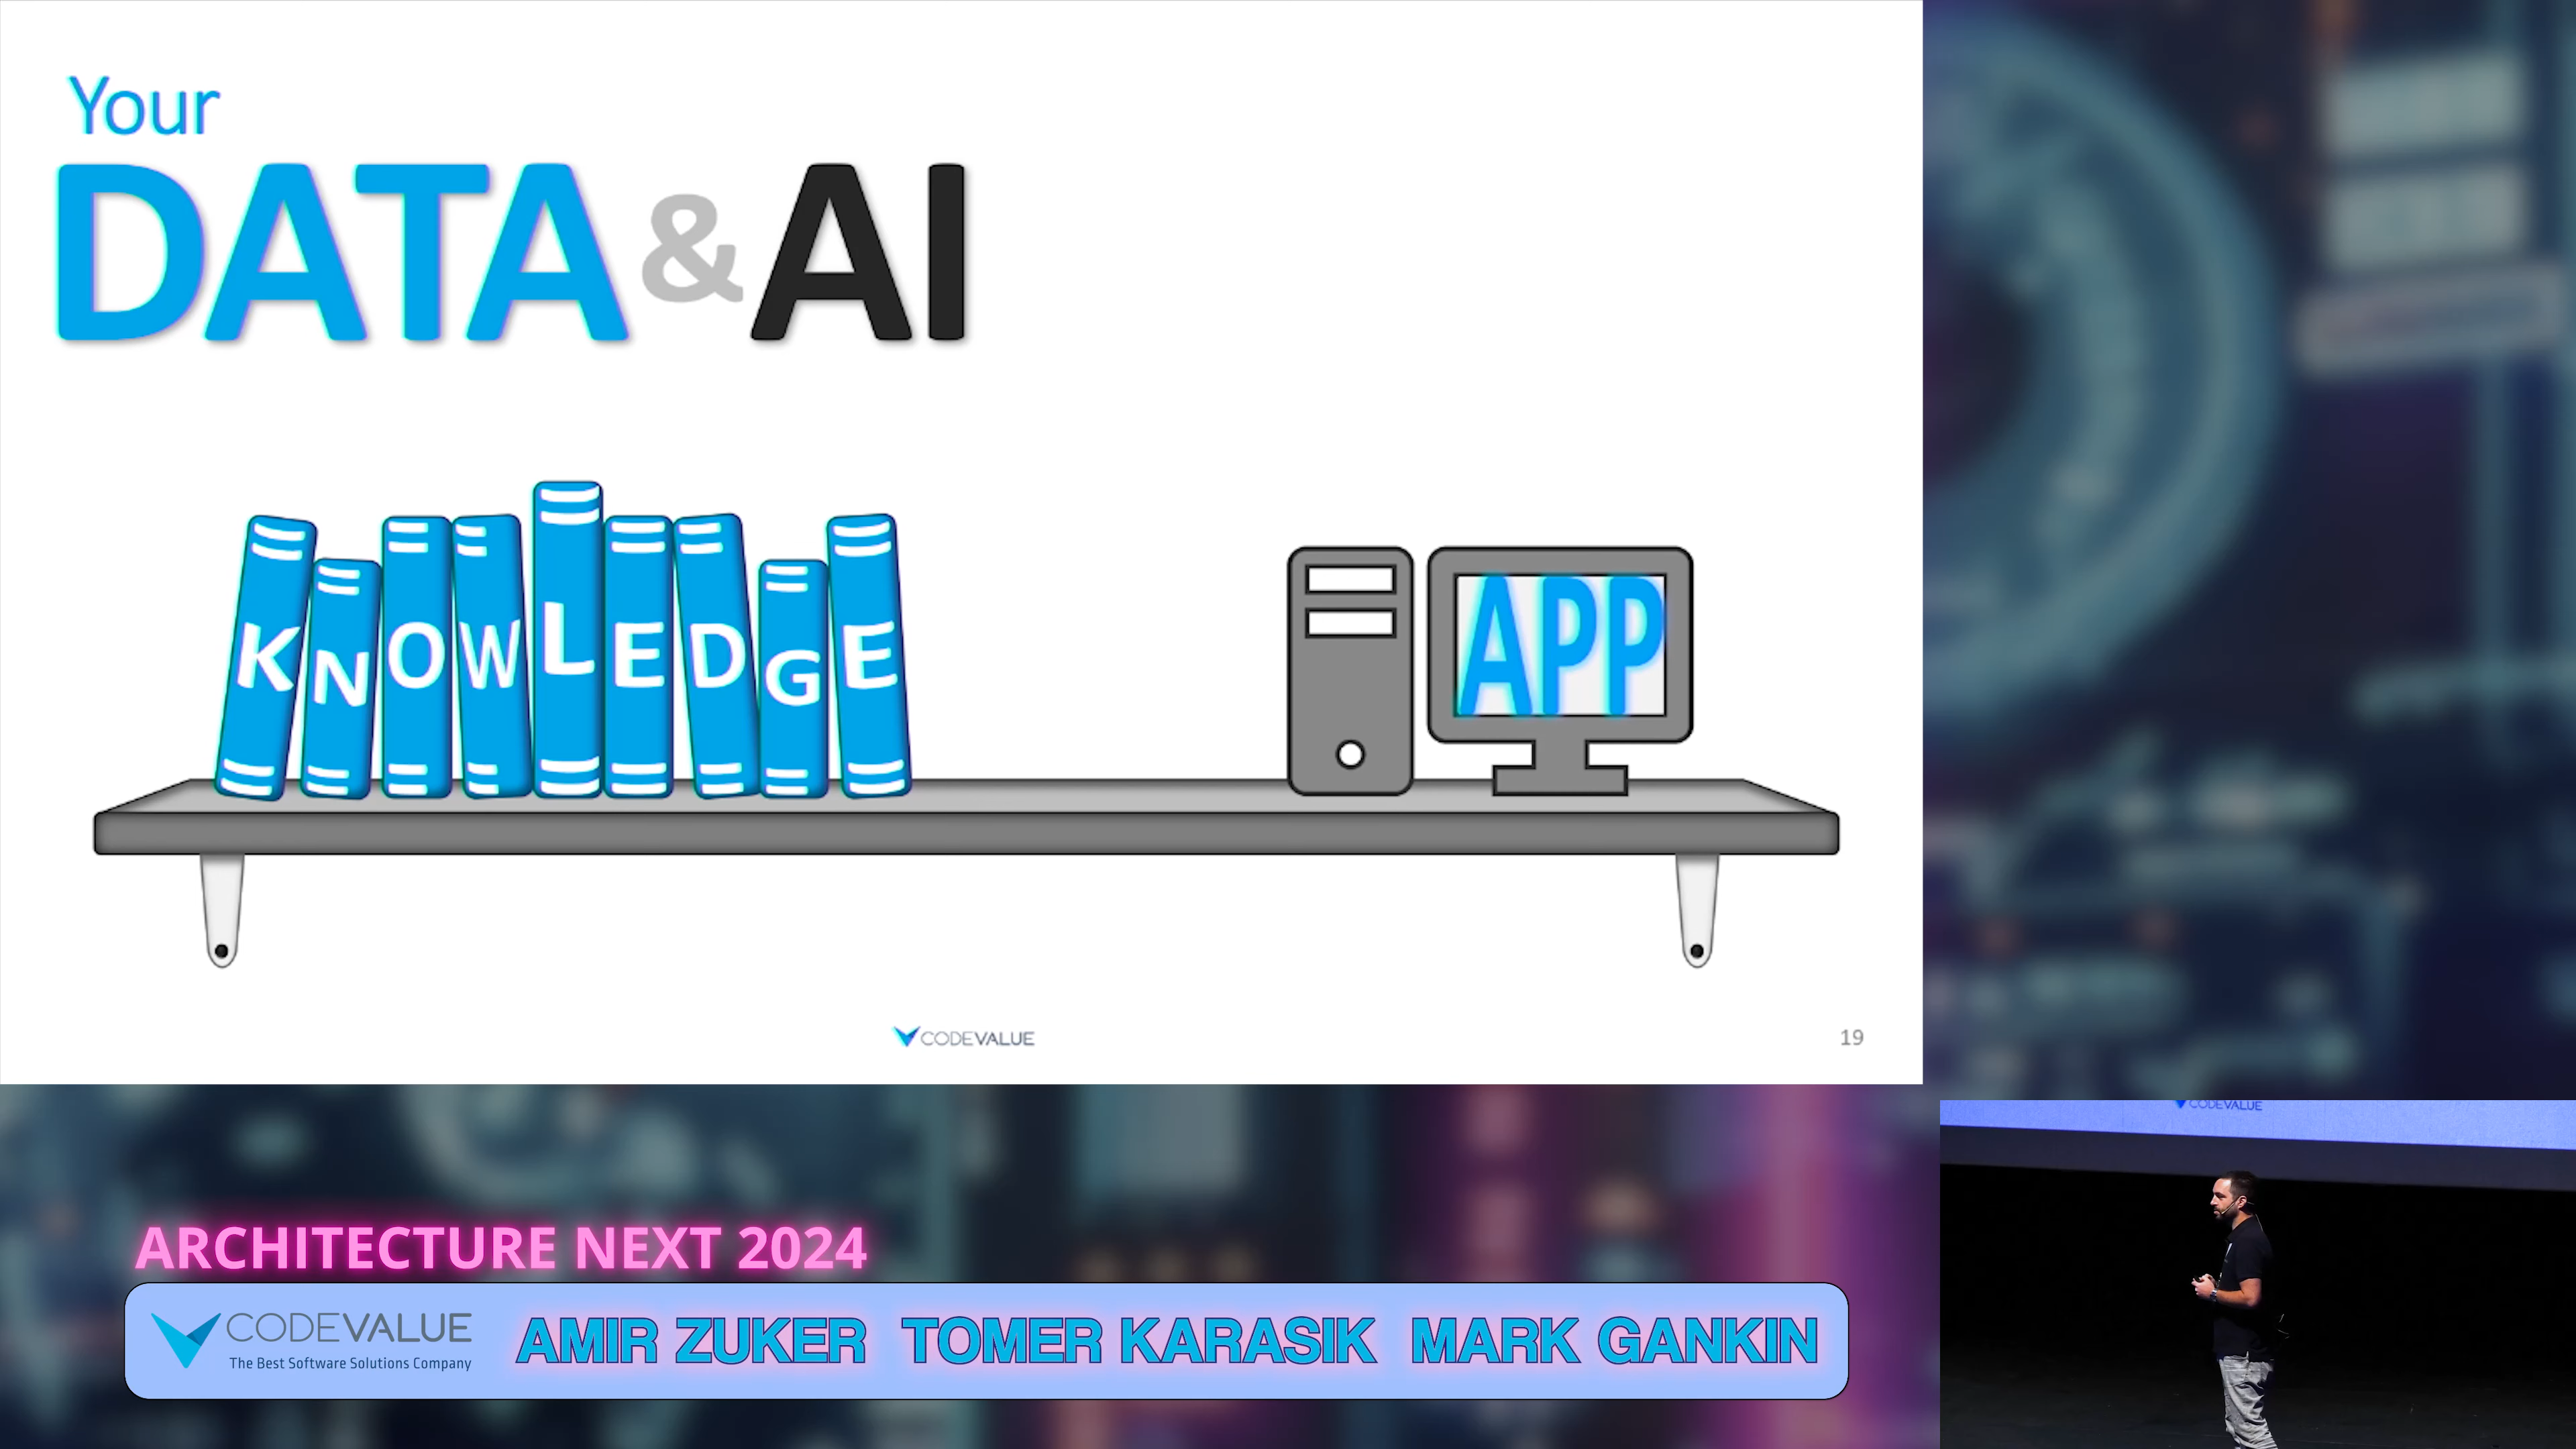 Your
DATA & AI
KNOWLEDGE
APP
CODEVALUE
19
CODEVALUE
ARCHITECTURE NEXT 2024
CODEVALUE
The Best Software Solutions Company
AMIR ZUKER TOMER KARASIK MARK GANKIN